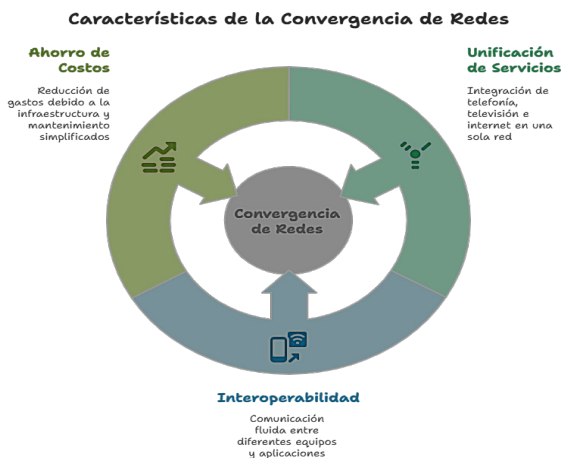 Características de la Convergencia de Redes
Ahorro de
Costos
Reducción de
gastos debido a la
infraestructura y
mantenimiento
simplificados
Unificación
de Servicios
Integración de
telefonía,
televisión e
internet en una
sola red
Convergencia
de Redes
Interoperabilidad
Comunicación
fluida entre
diferentes equipos
y aplicaciones